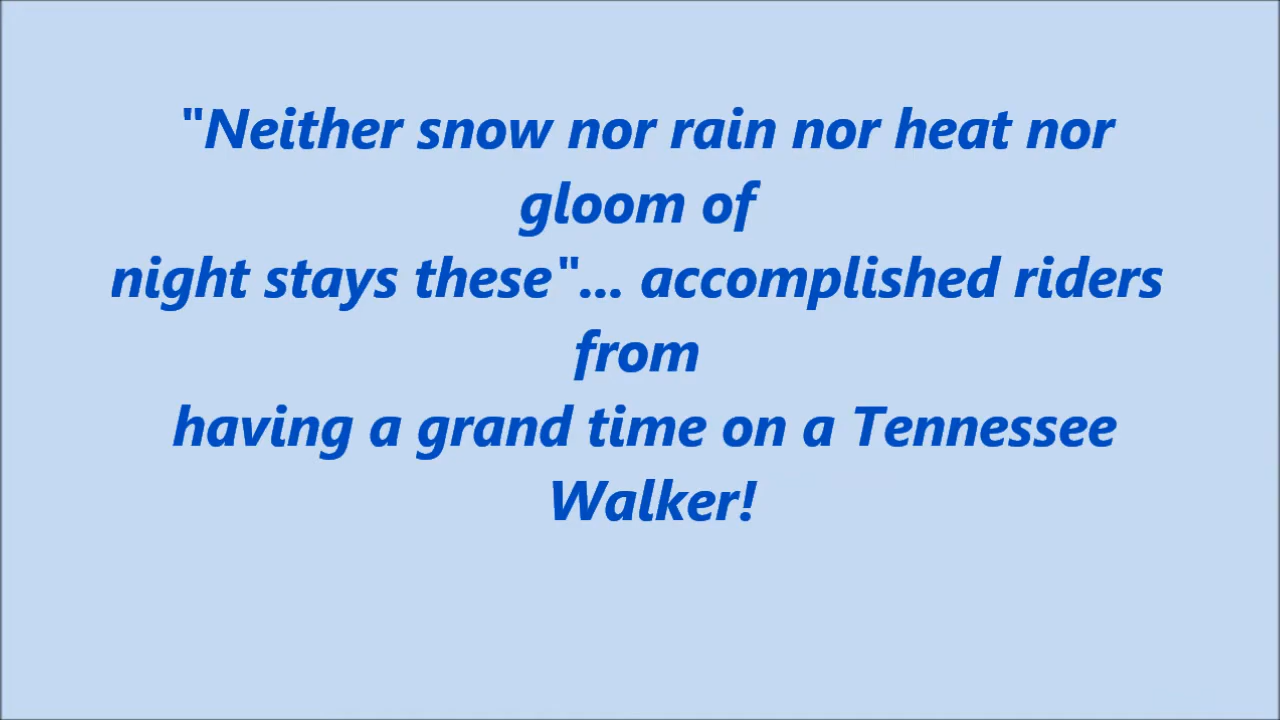 "Neither snow nor rain nor heat nor
gloom of
night stays these"... accomplished riders
from
having a grand time on a Tennessee
Walker!